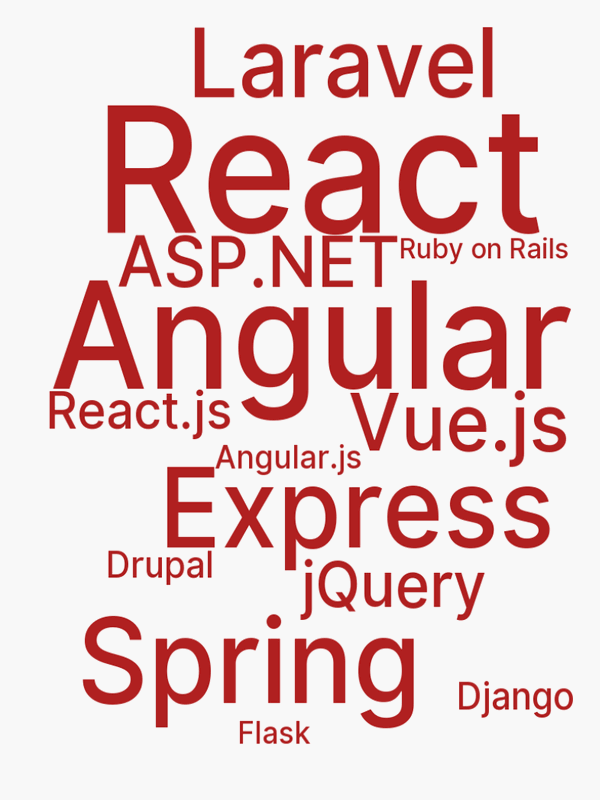 Laravel
React
ASP.NET
Ruby on Rails
Angular
React.js
Vue.js
Angular.js
Express
Drupal
jQuery
Spring
Django
Flask